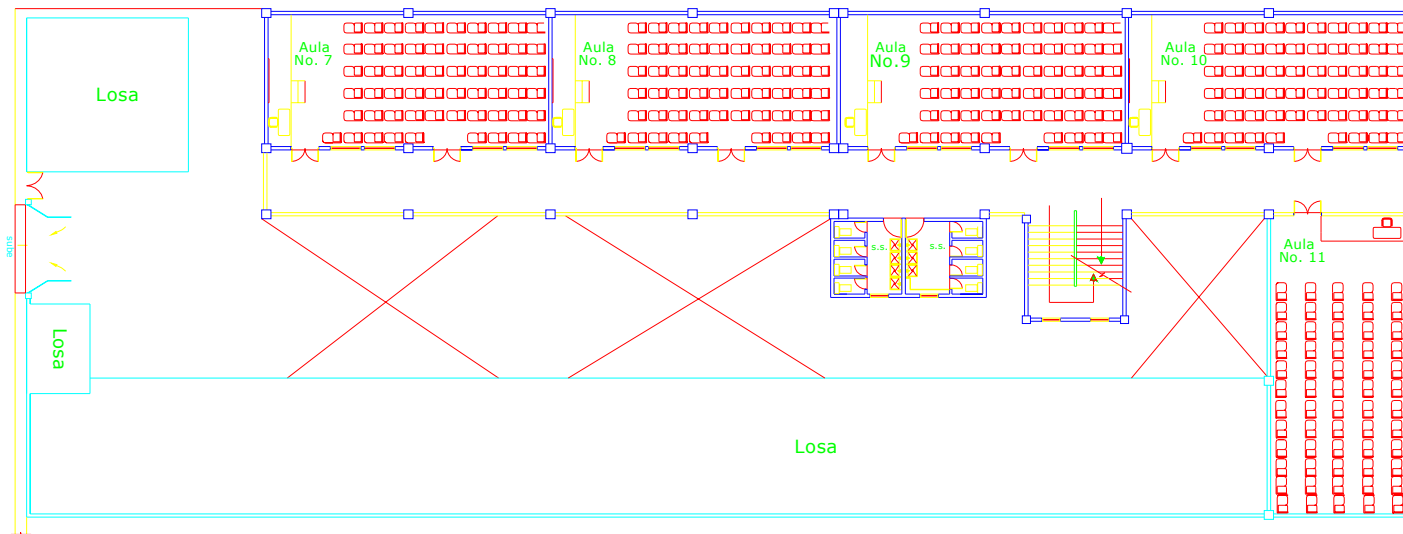 Aula
No. 7
Aula
No. 8
Aula
No.9
Aula
No. 10
Losa
sube
s.s.
s.s.
Aula
No. 11
Losa
Losa